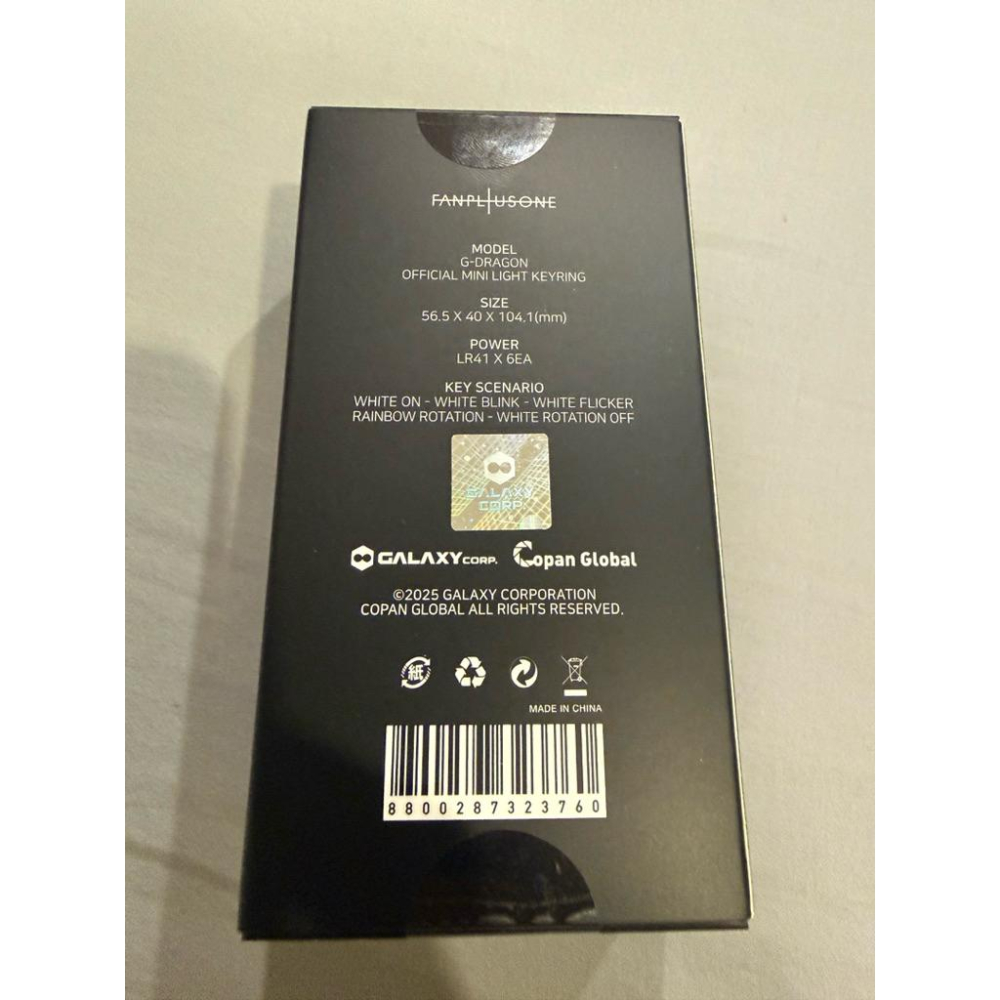 FANPLUSONE
MODEL
G-DRAGON
OFFICIAL MINI LIGHT KEYRING
SIZE
56.5 X 40 X 104.1(mm)
POWER
LR41 X 6EA
KEY SCENARIO
WHITE ON - WHITE BLINK - WHITE FLICKER
RAINBOW ROTATION - WHITE ROTATION OFF
GALAXY
CORP
GALAXY CORP. Copan Global
©2025 GALAXY CORPORATION
COPAN GLOBAL ALL RIGHTS RESERVED.
紙
MADE IN CHINA
8800287323760